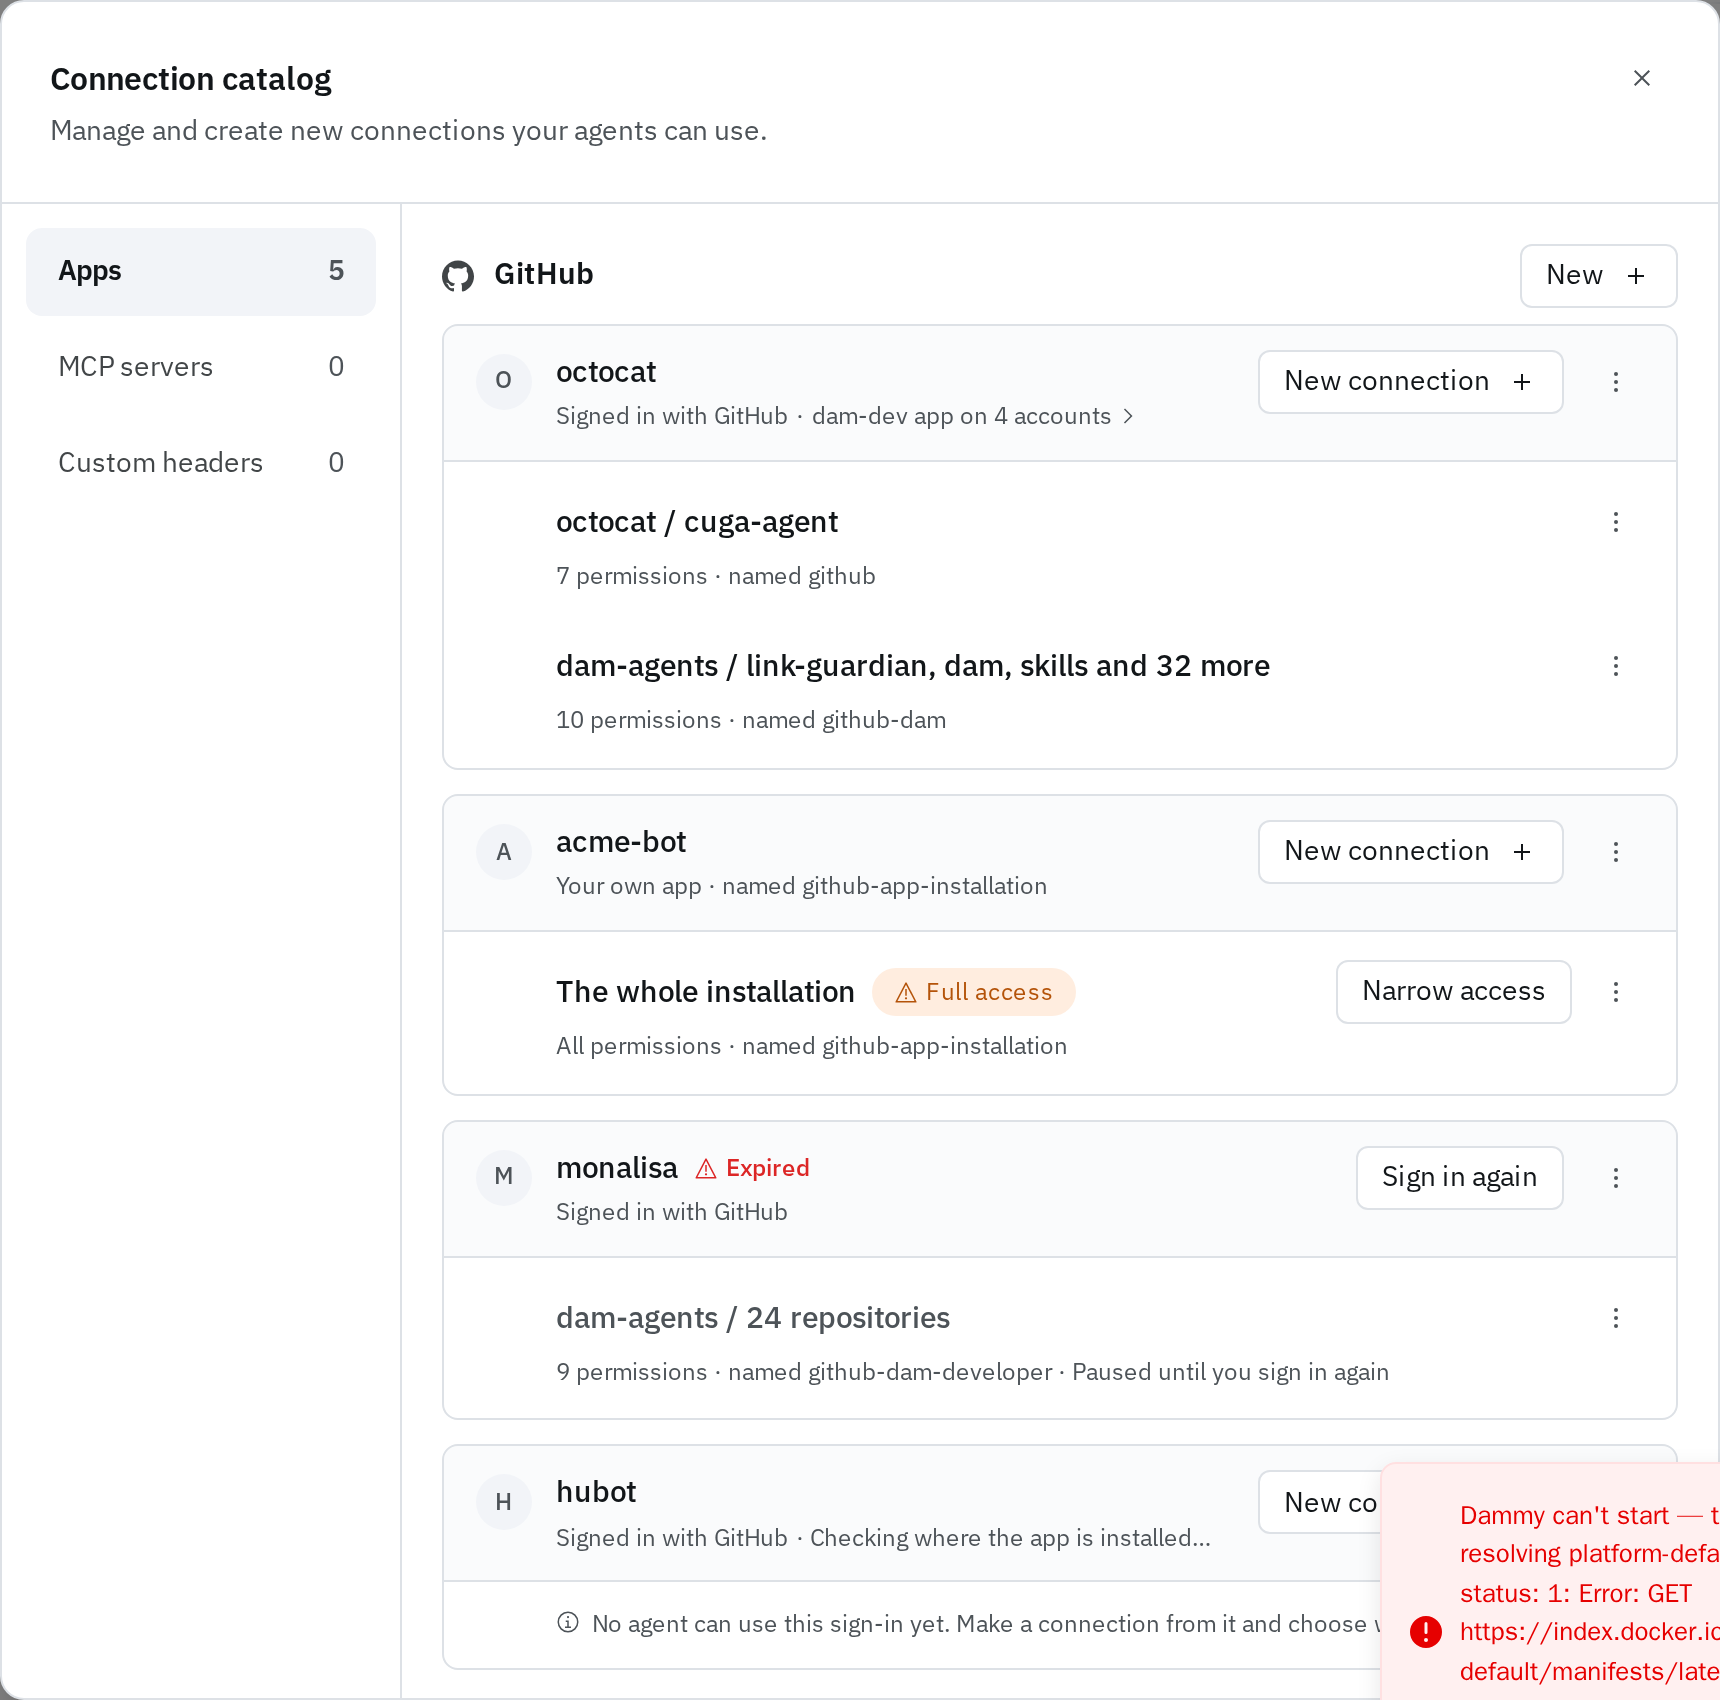 Connection catalog
Manage and create new connections your agents can use.
Apps 5
MCP servers 0
Custom headers 0
GitHub
New +
O
octocat
Signed in with GitHub · dam-dev app on 4 accounts >
New connection +
octocat / cuga-agent
7 permissions · named github
dam-agents / link-guardian, dam, skills and 32 more
10 permissions · named github-dam
A
acme-bot
Your own app · named github-app-installation
New connection +
The whole installation
Full access
Narrow access
All permissions · named github-app-installation
M
monalisa
Expired
Signed in with GitHub
Sign in again
dam-agents / 24 repositories
9 permissions · named github-dam-developer · Paused until you sign in again
H
hubot
Signed in with GitHub · Checking where the app is installed...
New
No agent can use this sign-in yet. Make a connection from it and choose
Dammy can't start —
resolving
status: 1: Error: GET
https://index.docker.io
default/manifests/late